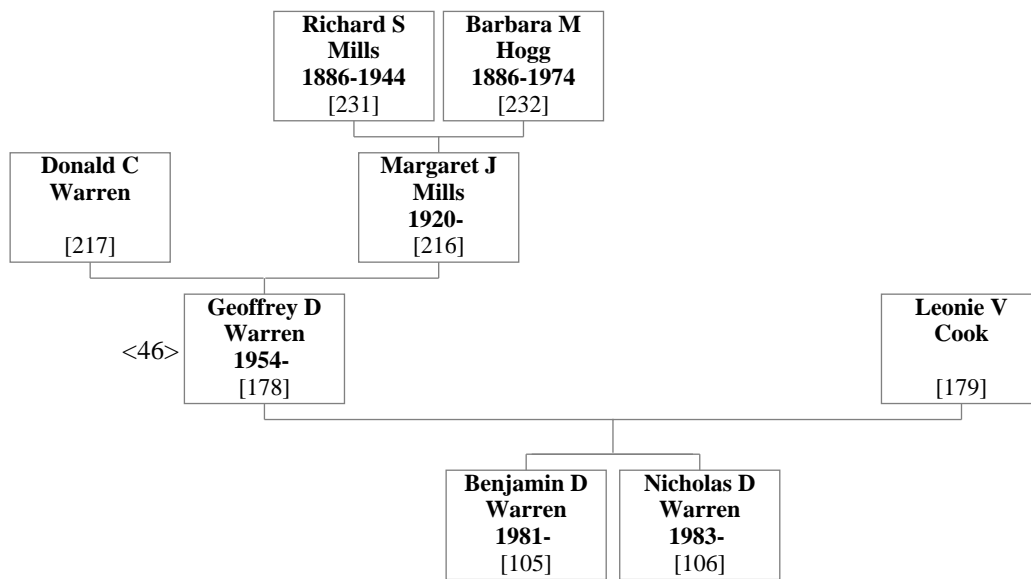 Richard S
Mills
1886-1944
[231]
Barbara M
Hogg
1886-1974
[232]
Donald C
Warren
[217]
Margaret J
Mills
1920-
[216]
<46>
Geoffrey D
Warren
1954-
[178]
Leonie V
Cook
[179]
Benjamin D
Warren
1981-
[105]
Nicholas D
Warren
1983-
[106]